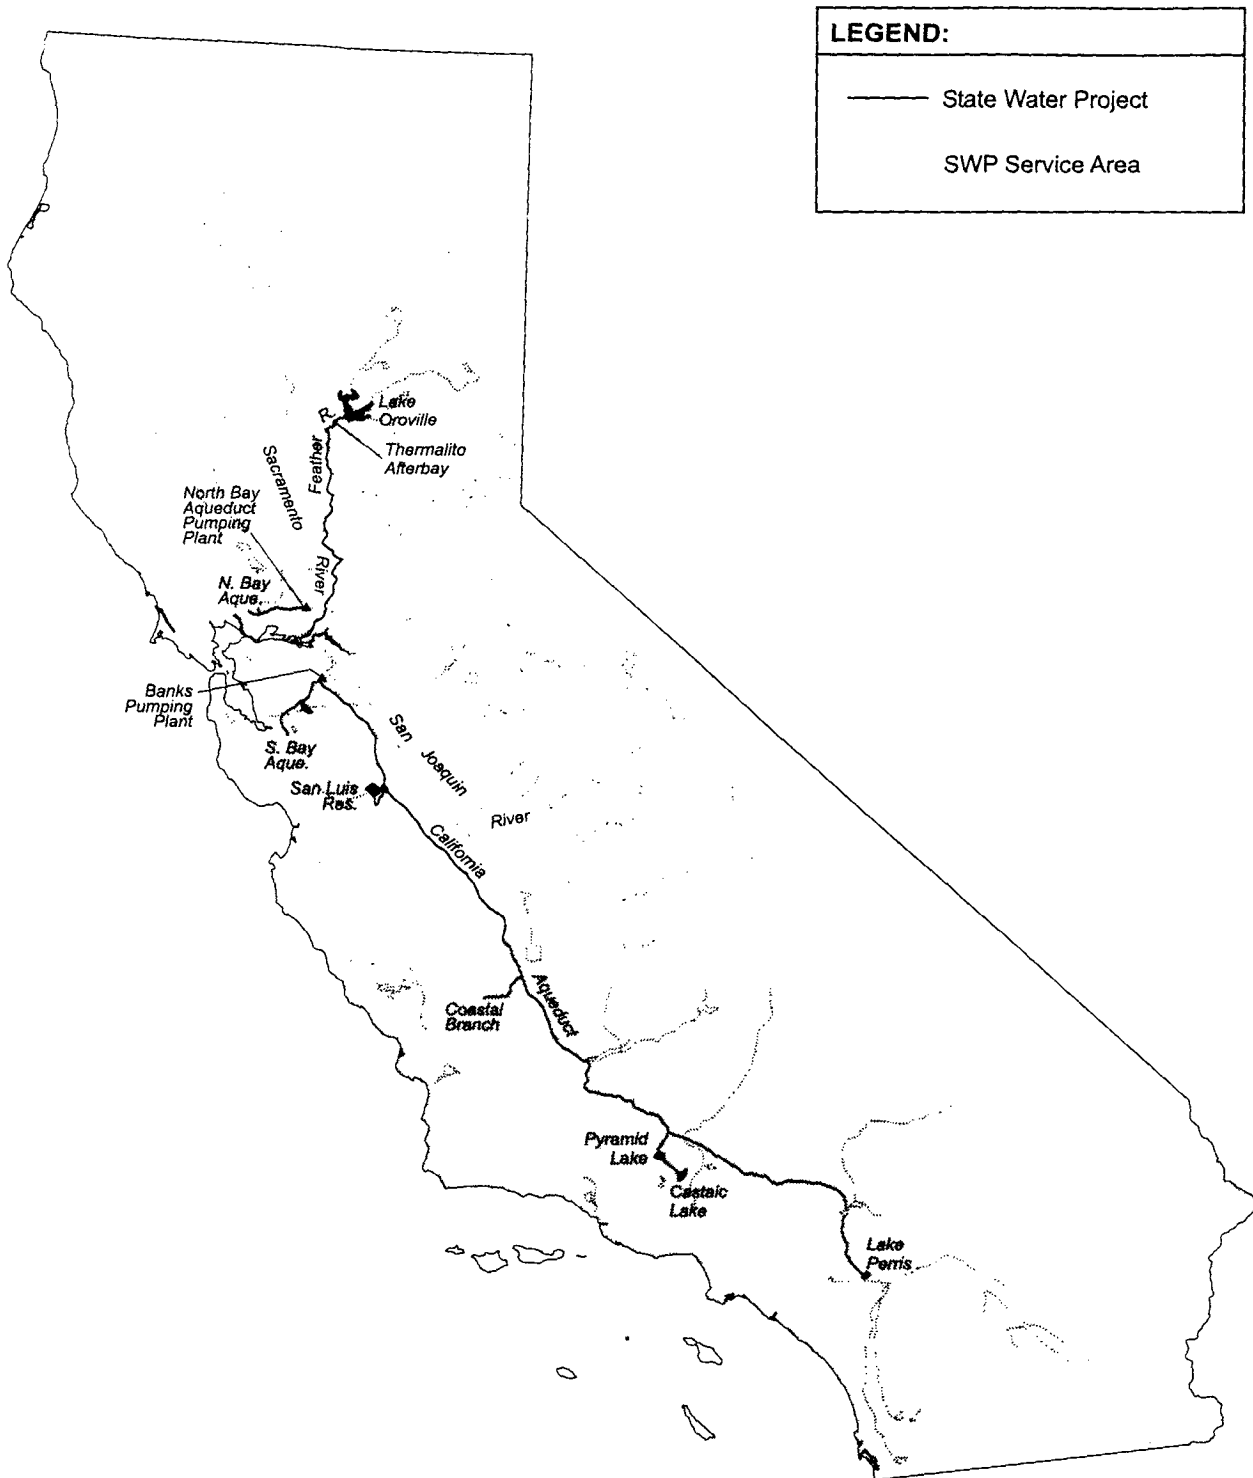 LEGEND:
State Water Project
SWP Service Area
Lake
Oroville
R.
Feather
Thermalito
Afterbay
Sacramento
River
North Bay
Aqueduct
Pumping
Plant
N. Bay
Aque.
Banks
Pumping
Plant
S. Bay
Aque.
San Luis
Res.
San
Joaquin
River
California
Aqueduct
Coastal
Branch
Pyramid
Lake
Castaic
Lake
Lake
Perris